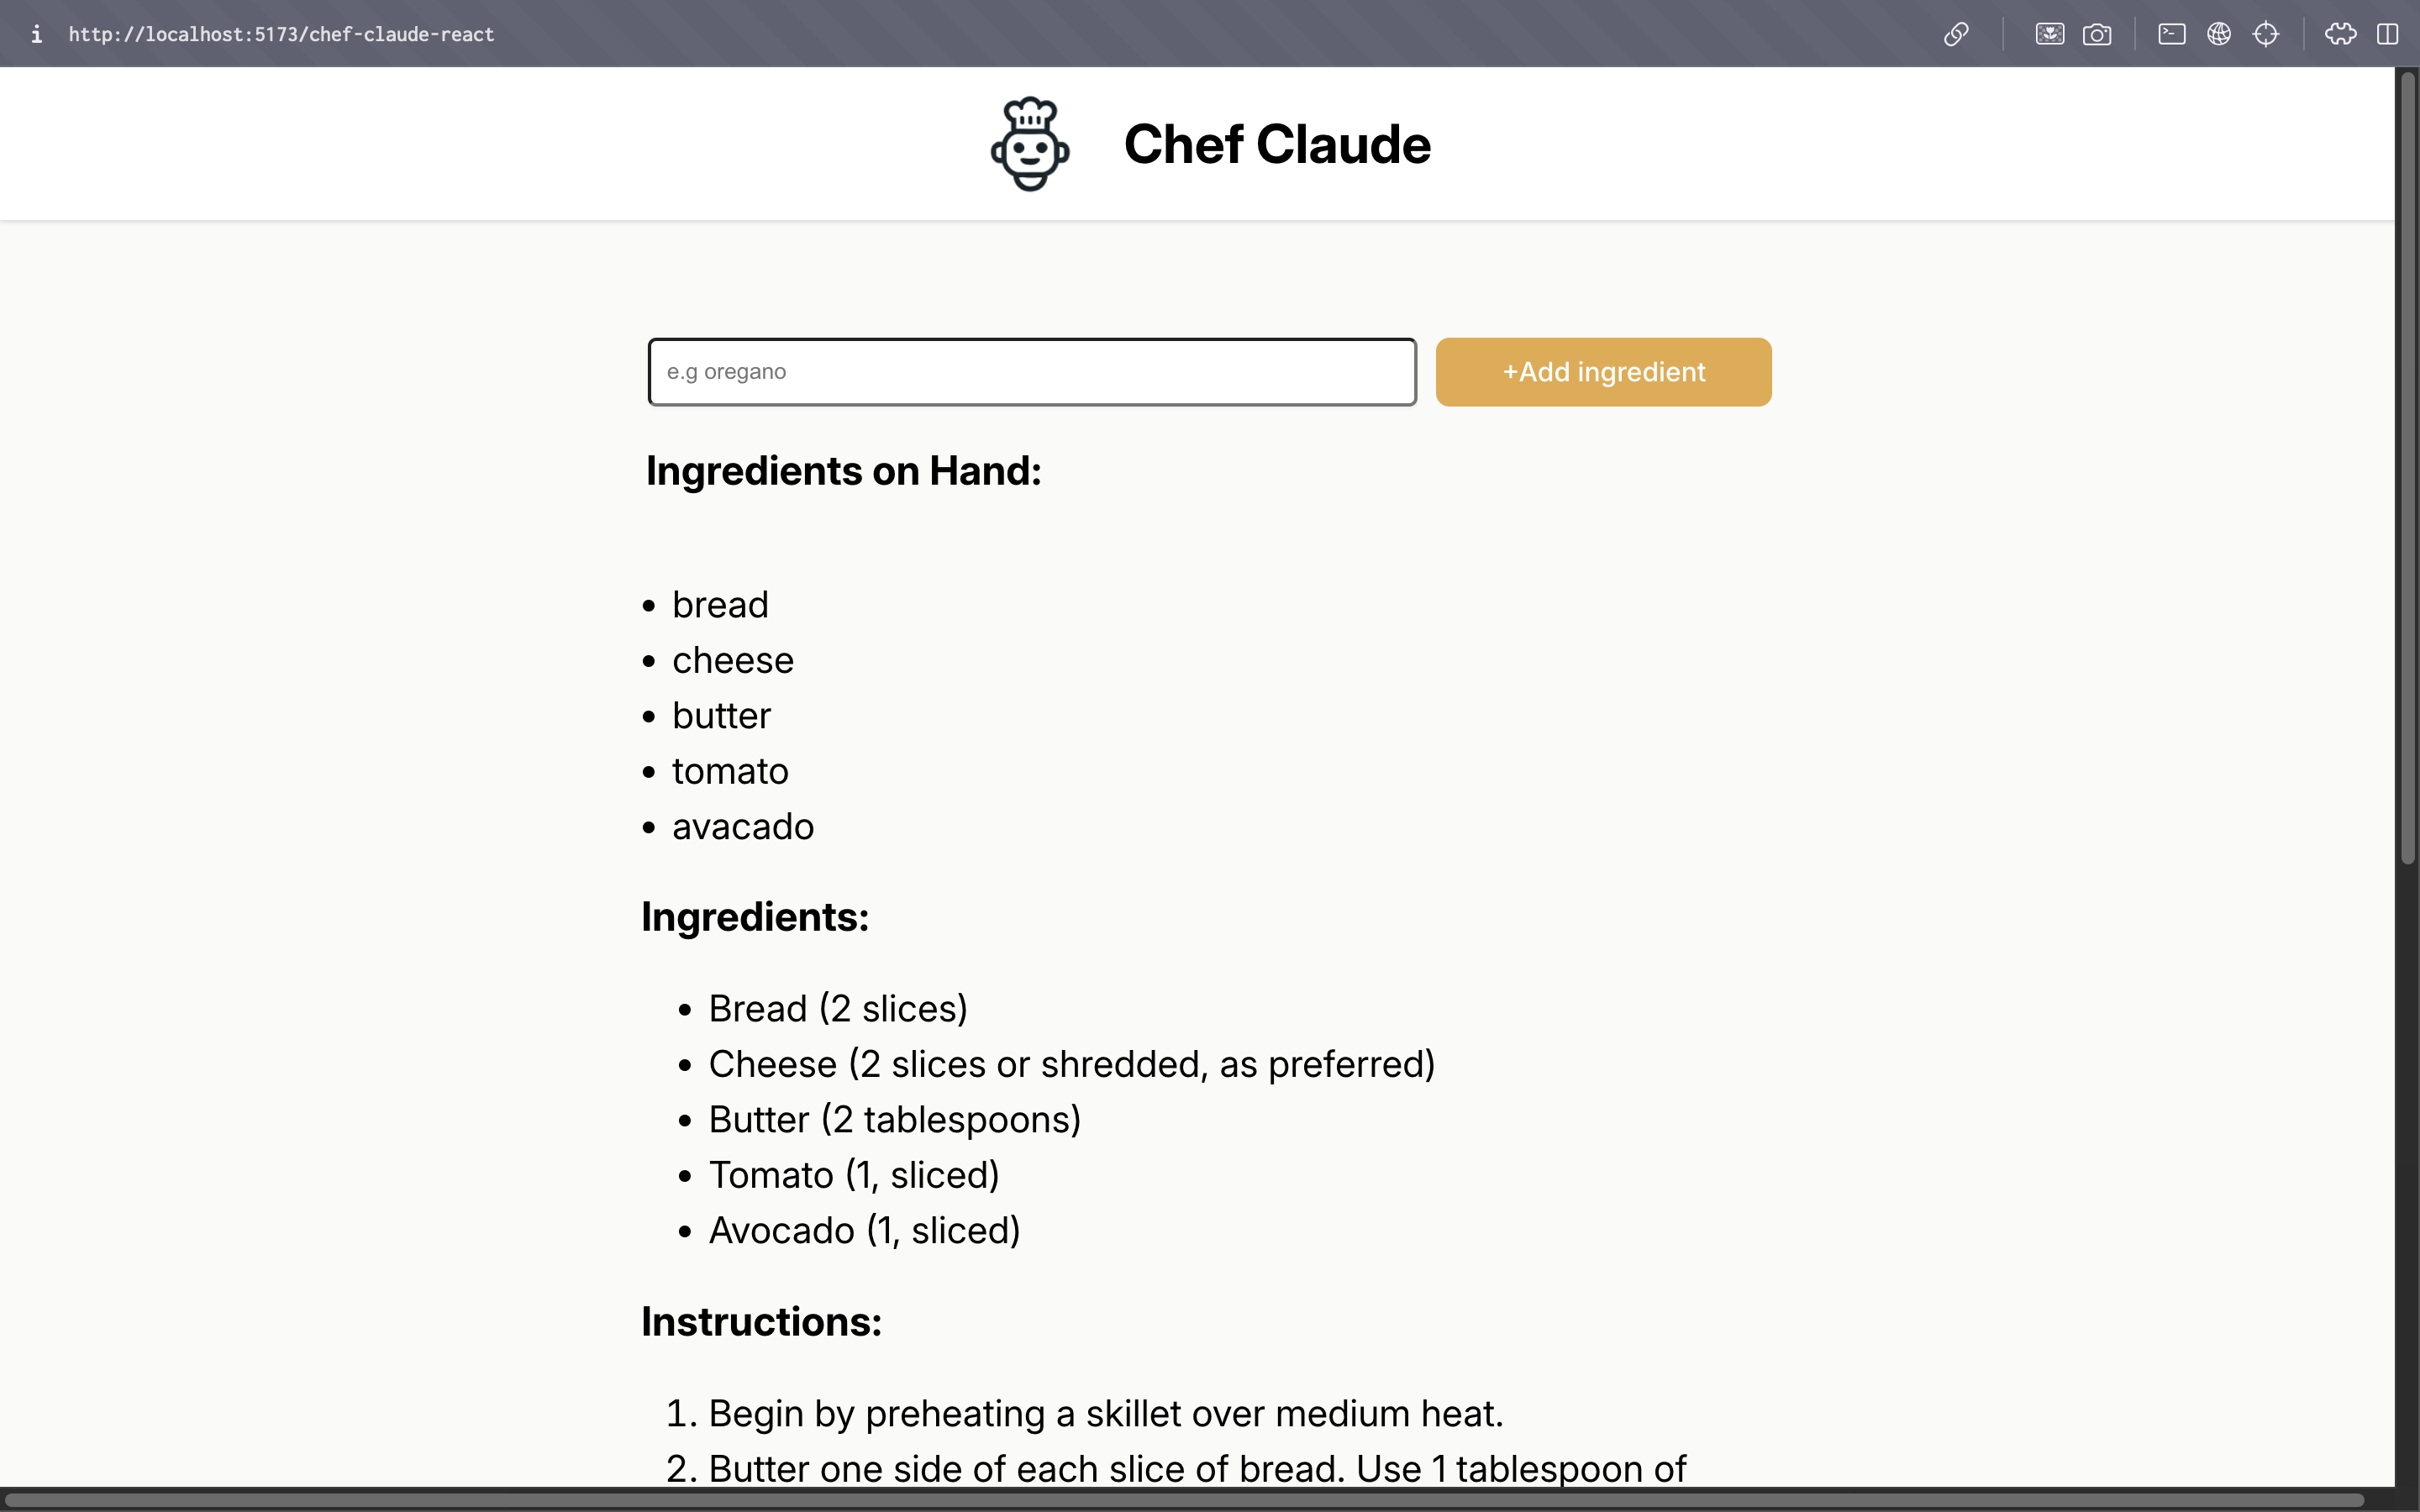 http://localhost:5173/chef-claude-react
Chef Claude
e.g oregano
+Add ingredient
Ingredients on Hand:
• bread
• cheese
• butter
• tomato
• avacado
Ingredients:
• Bread (2 slices)
• Cheese (2 slices or shredded, as preferred)
• Butter (2 tablespoons)
• Tomato (1, sliced)
• Avocado (1, sliced)
Instructions:
1. Begin by preheating a skillet over medium heat.
2. Butter one side of each slice of bread. Use 1 tablespoon of